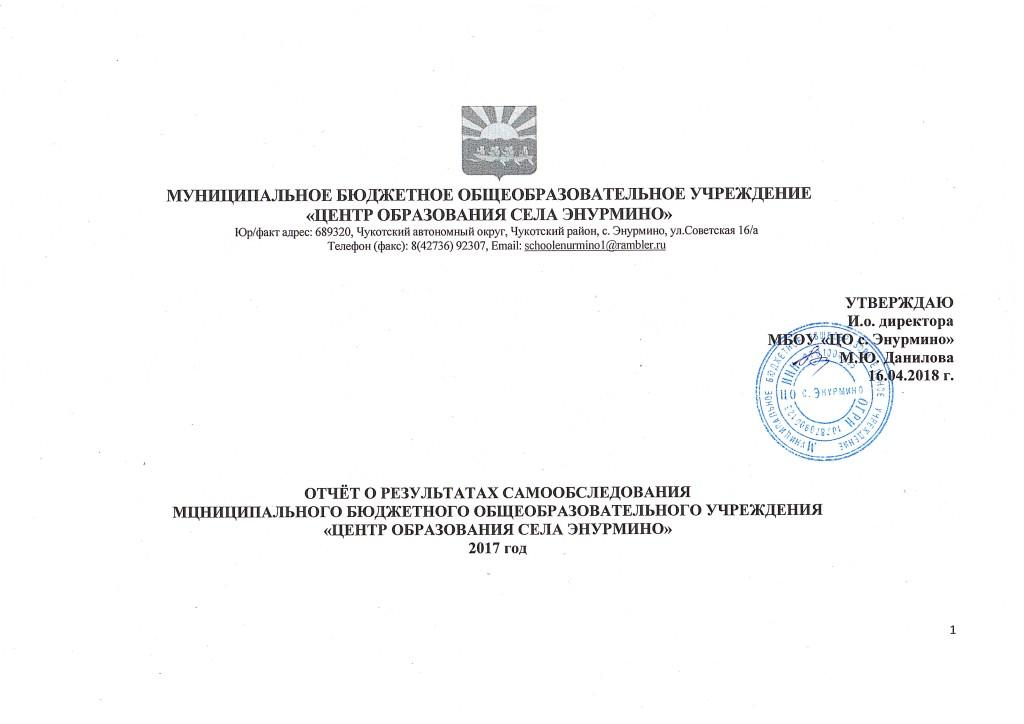 МУНИЦИПАЛЬНОЕ БЮДЖЕТНОЕ ОБЩЕОБРАЗОВАТЕЛЬНОЕ УЧРЕЖДЕНИЕ
«ЦЕНТР ОБРАЗОВАНИЯ СЕЛА ЭНУРМИНО»
Юр/факт адрес: 689320, Чукотский автономный округ, Чукотский район, с. Энурмино, ул.Советская 16/а
Телефон (факс): 8(42736) 92307, Email: schoolenurmino1@rambler.ru
УТВЕРЖДАЮ
И.о. директора
МБОУ «ЦО с. Энурмино»
М.Ю. Данилова
16.04.2018 г.
ЦО с. Энурмино
ОТЧЁТ О РЕЗУЛЬТАТАХ САМООБСЛЕДОВАНИЯ
МЦНИЦИПАЛЬНОГО БЮДЖЕТНОГО ОБЩЕОБРАЗОВАТЕЛЬНОГО УЧРЕЖДЕНИЯ
«ЦЕНТР ОБРАЗОВАНИЯ СЕЛА ЭНУРМИНО»
2017 год
1